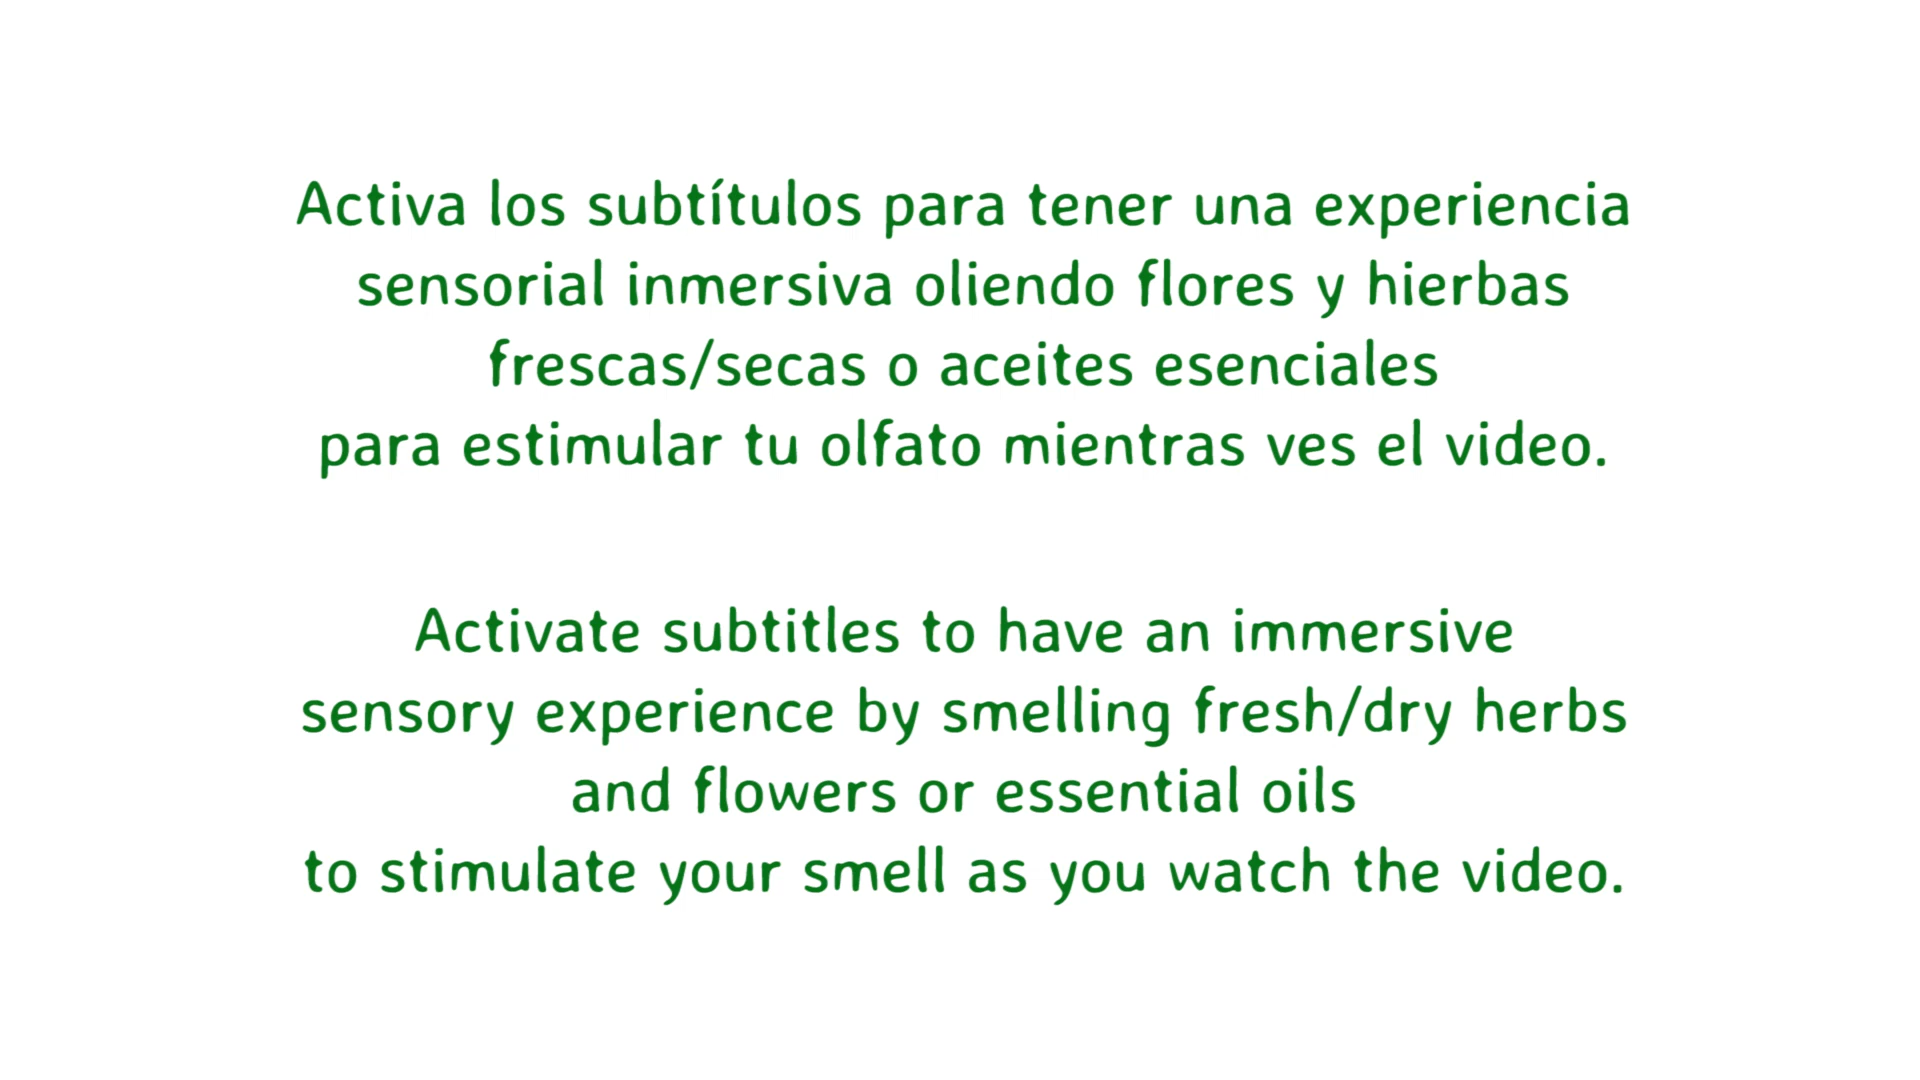 Activa los subtítulos para tener una experiencia
sensorial inmersiva oliendo flores y hierbas
frescas/secas o aceites esenciales
para estimular tu olfato mientras ves el video.
Activate subtitles to have an immersive
sensory experience by smelling fresh/dry herbs
and flowers or essential oils
to stimulate your smell as you watch the video.